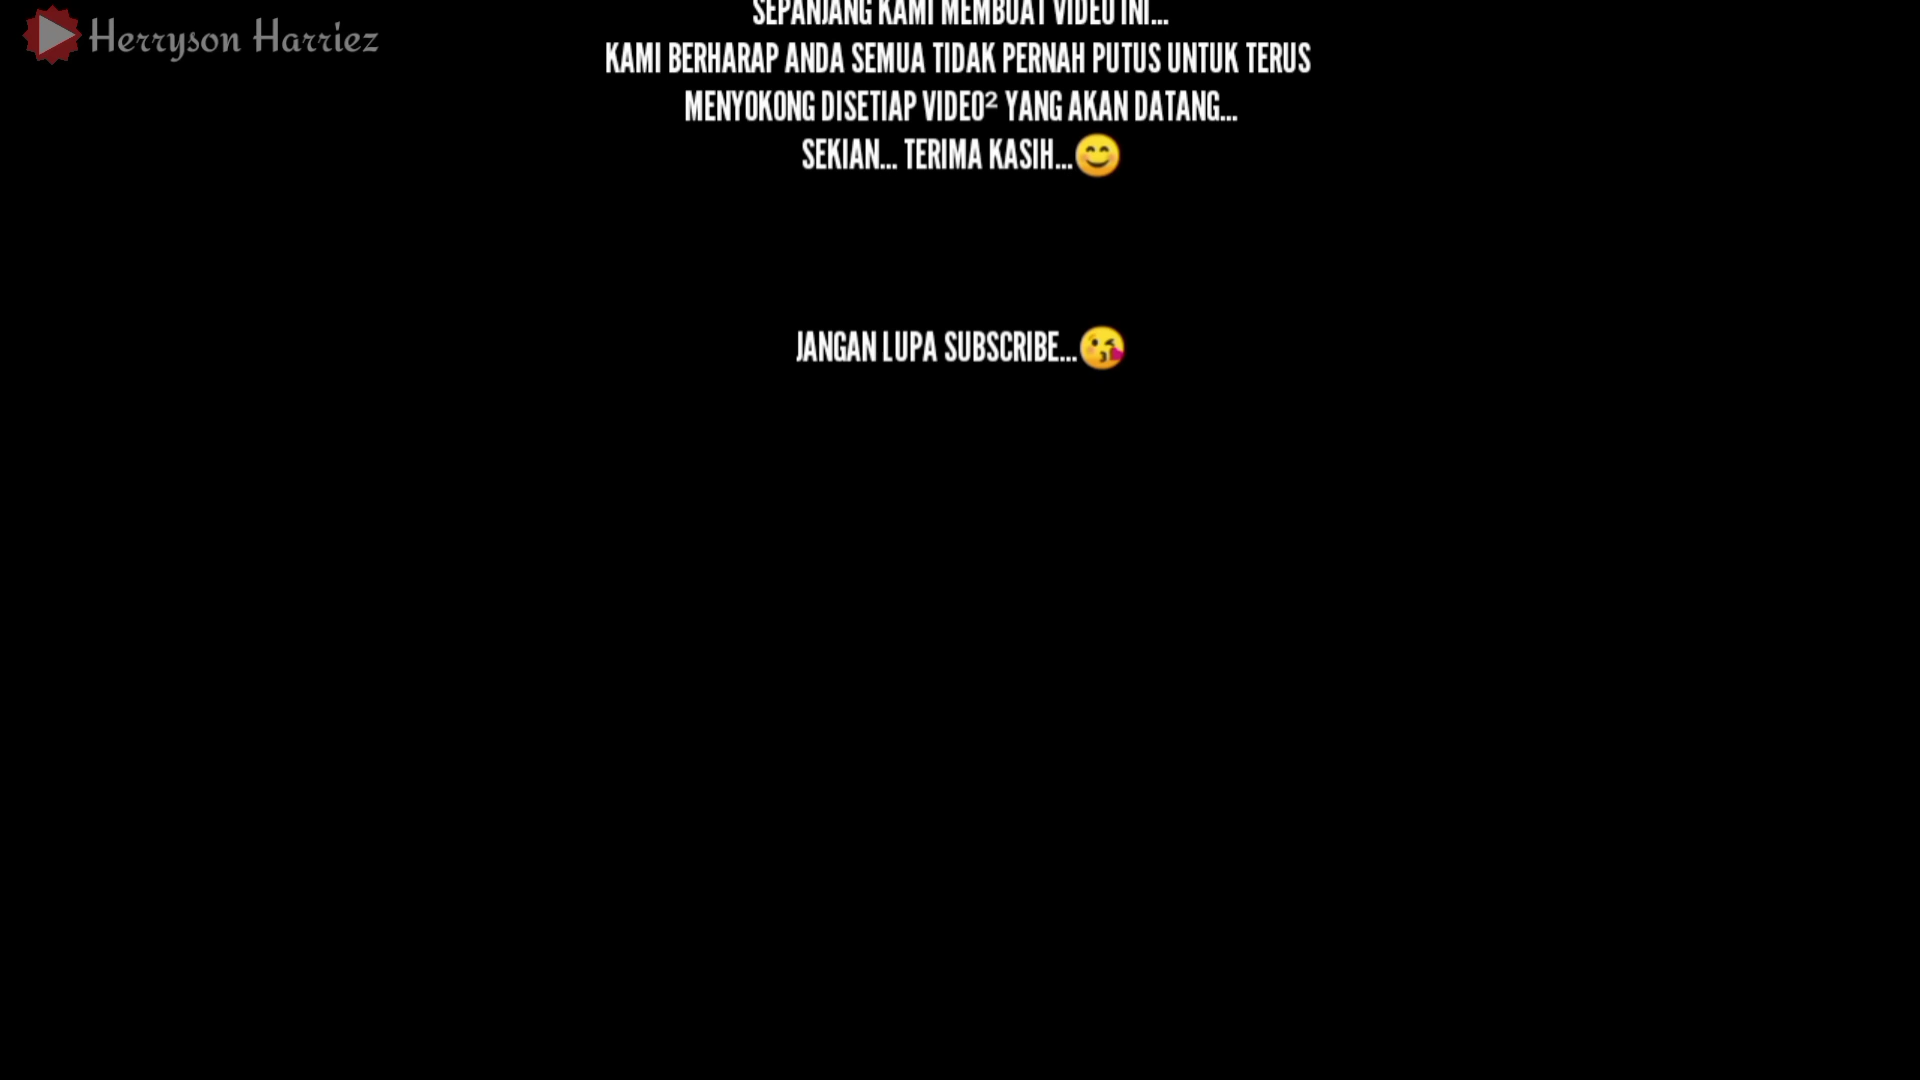 Herryson Harriez
SEPANJANG KAMI MEMBUAT VIDEO INI...
KAMI BERHARAP ANDA SEMUA TIDAK PERNAH PUTUS UNTUK TERUS
MENYOKONG DISETIAP VIDEO² YANG AKAN DATANG...
SEKIAN... TERIMA KASIH...😊
JANGAN LUPA SUBSCRIBE...😘